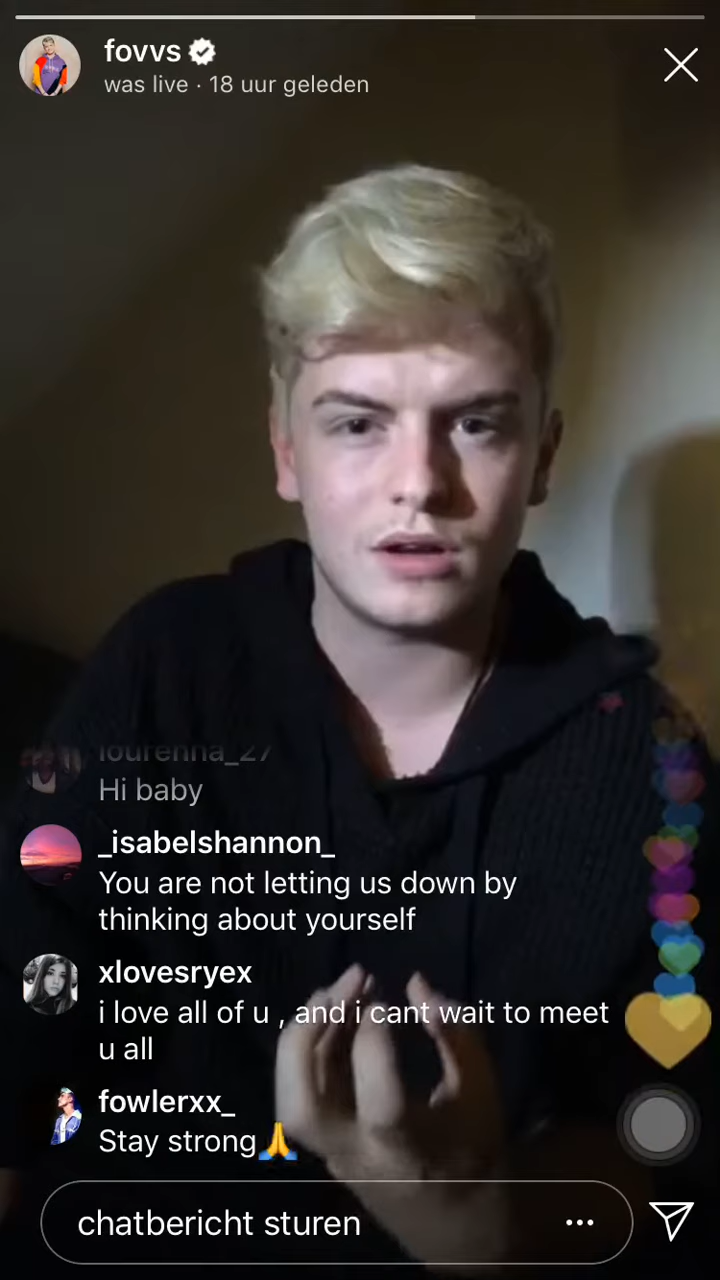 fovvs
was live · 18 uur geleden
lourenna_27
Hi baby
_isabelshannon_
You are not letting us down by
thinking about yourself
xlovesryex
i love all of u , and i cant wait to meet
u all
fowlerxx_
Stay strong🙏
chatbericht sturen